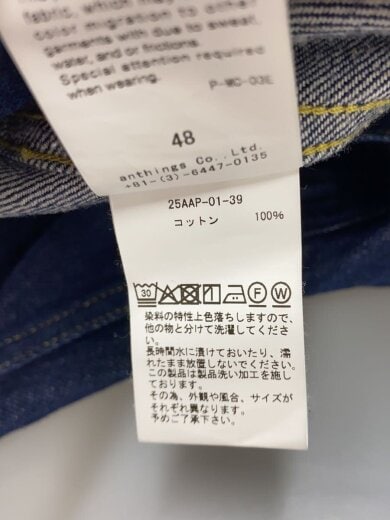 fabric, which may
color migration to other
garments with due to sweat,
water, and or frictions.
Special attention required
when wearing.
P-MC-03E
48
anthings Co., Ltd.
+81-(3)-6447-0135
25AAP-01-39
コットン 100%
30
F
W
染料の特性上色落ちしますので、
他の物と分けて洗濯してくださ
い。
長時間水に漬けておいたり、濡
れたまま放置しないでください。
この製品は製品洗い加工を施し
ております。
その為、外観や風合、サイズが
それぞれ異なります。
予めご了承下さい。